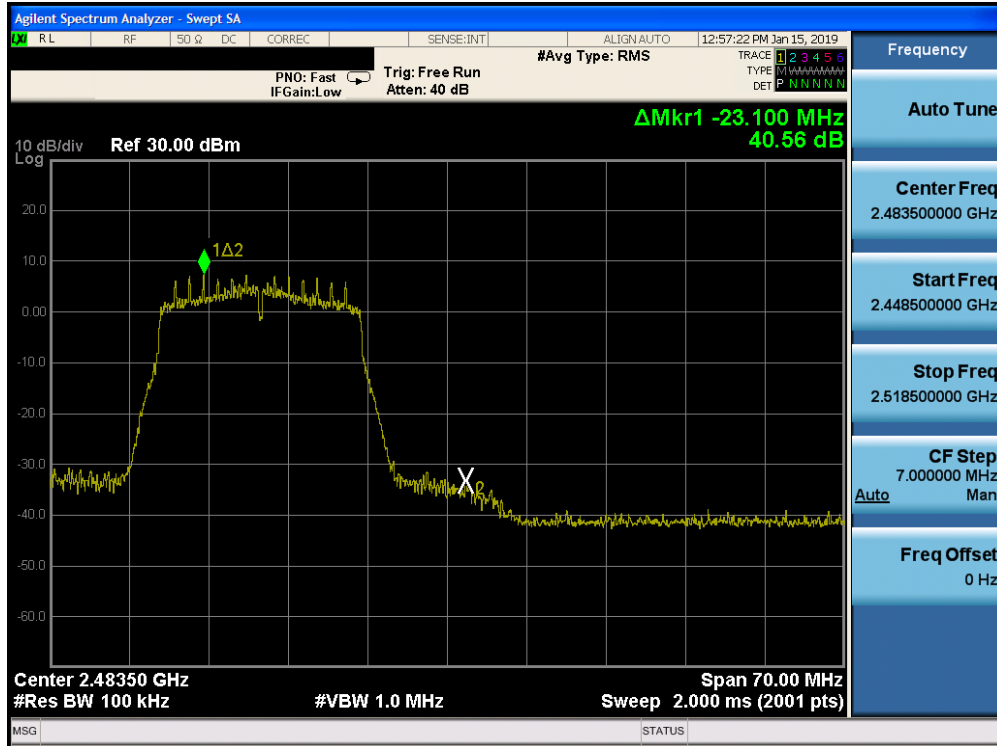 Agilent Spectrum Analyzer - Swept SA
LXI RL RF 50 Ω DC CORREC SENSE:INT ALIGN AUTO 12:57:22 PM Jan 15, 2019
#Avg Type: RMS
TRACE 1 2 3 4 5 6
PNO: Fast Trig: Free Run
TYPE M WWWWW
IFGain:Low Atten: 40 dB
DET P N N N N N
ΔMkr1 -23.100 MHz
40.56 dB
10 dB/div Ref 30.00 dBm
Log
20.0
1Δ2
10.0
0.00
-10.0
-20.0
-30.0
X2
-40.0
-50.0
-60.0
Center 2.48350 GHz Span 70.00 MHz
#Res BW 100 kHz #VBW 1.0 MHz Sweep 2.000 ms (2001 pts)
MSG STATUS
Frequency
Auto Tune
Center Freq
2.483500000 GHz
Start Freq
2.448500000 GHz
Stop Freq
2.518500000 GHz
CF Step
7.000000 MHz
Auto Man
Freq Offset
0 Hz